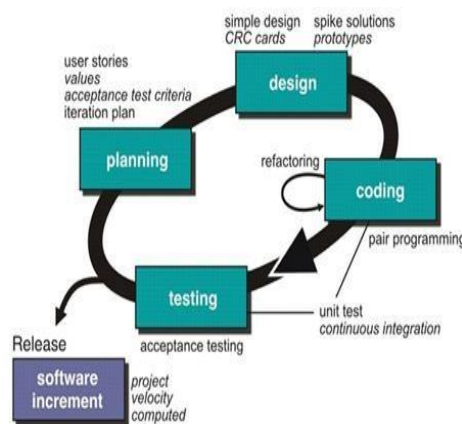 simple design
CRC cards
spike solutions
prototypes
user stories
values
acceptance test criteria
iteration plan
design
planning
refactoring
coding
pair programming
testing
unit test
continuous integration
acceptance testing
Release
software
increment
project
velocity
computed